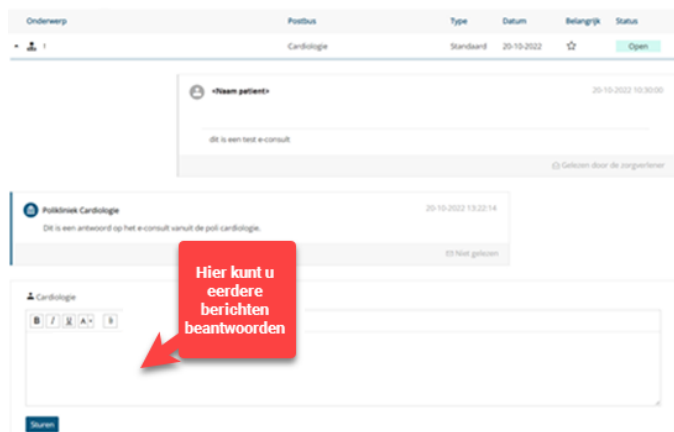 Onderwerp Postbus Type Datum Belangrijk Status
! Cardiologie Standaard 20-10-2022 Open
<Naam patient> 20-10-2022 10:30:00
dit is een test e-consult
Gelezen door de zorgverlener
Polikliniek Cardiologie 20-10-2022 13:22:14
Dit is een antwoord op het e-consult vanuit de poli cardiologie.
Niet gelezen
Hier kunt u
eerdere
berichten
beantwoorden
Cardiologie
B I U A
Sturen